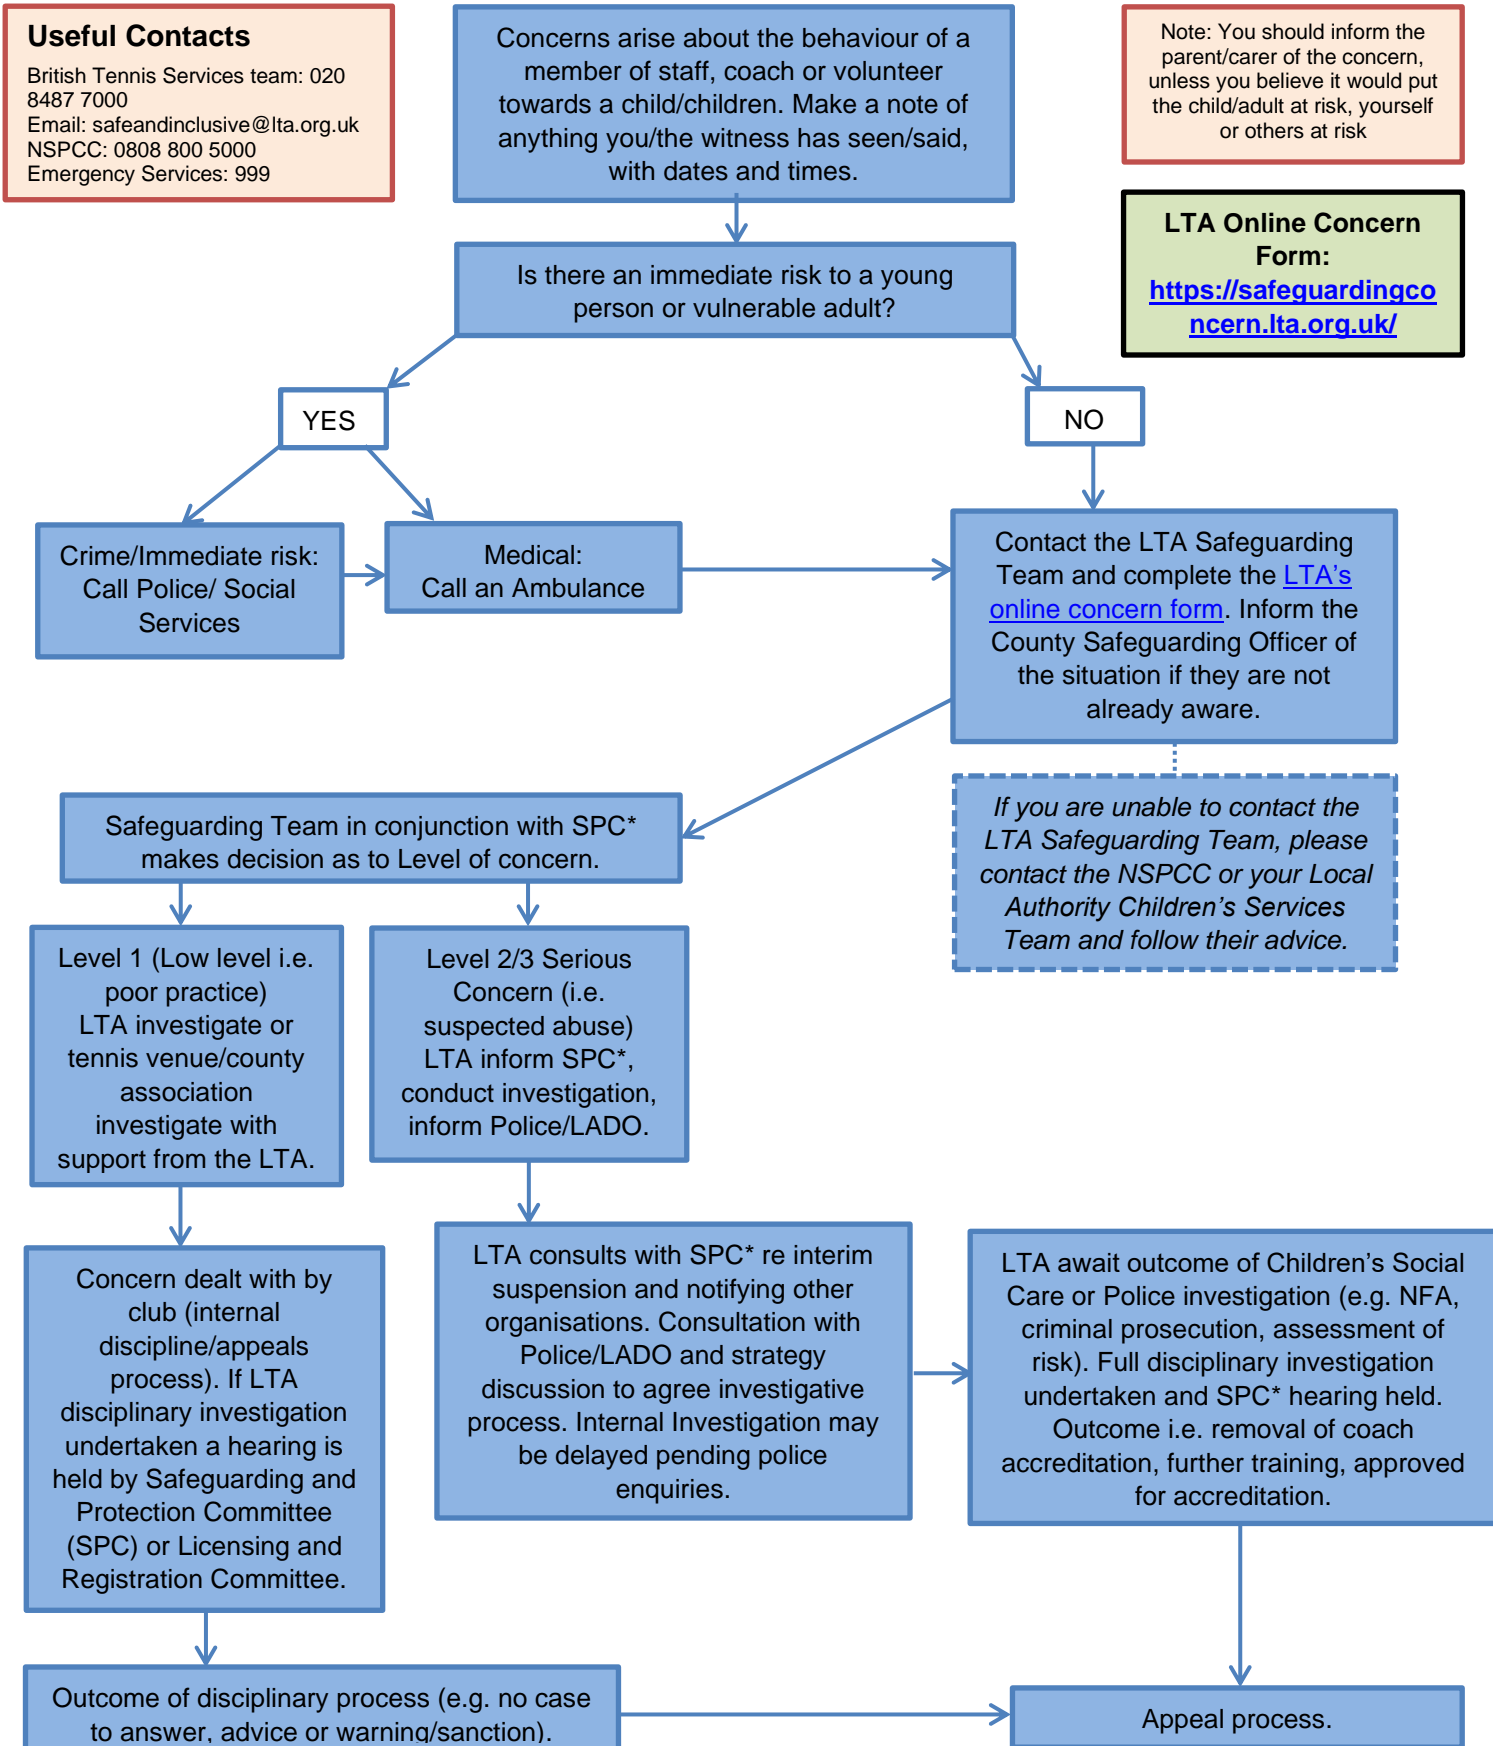 Useful Contacts
British Tennis Services team: 020
8487 7000
Email: safeandinclusive@lta.org.uk
NSPCC: 0808 800 5000
Emergency Services: 999
Concerns arise about the behaviour of a
member of staff, coach or volunteer
towards a child/children. Make a note of
anything you/the witness has seen/said,
with dates and times.
Note: You should inform the
parent/carer of the concern,
unless you believe it would put
the child/adult at risk, yourself
or others at risk
LTA Online Concern
Form:
https://safeguardingco
ncern.lta.org.uk/
Is there an immediate risk to a young
person or vulnerable adult?
YES
NO
Crime/Immediate risk:
Call Police/ Social
Services
Medical:
Call an Ambulance
Contact the LTA Safeguarding
Team and complete the LTA’s
online concern form. Inform the
County Safeguarding Officer of
the situation if they are not
already aware.
If you are unable to contact the
LTA Safeguarding Team, please
contact the NSPCC or your Local
Authority Children’s Services
Team and follow their advice.
Safeguarding Team in conjunction with SPC*
makes decision as to Level of concern.
Level 1 (Low level i.e.
poor practice)
LTA investigate or
tennis venue/county
association
investigate with
support from the LTA.
Level 2/3 Serious
Concern (i.e.
suspected abuse)
LTA inform SPC*,
conduct investigation,
inform Police/LADO.
Concern dealt with by
club (internal
discipline/appeals
process). If LTA
disciplinary investigation
undertaken a hearing is
held by Safeguarding and
Protection Committee
(SPC) or Licensing and
Registration Committee.
LTA consults with SPC* re interim
suspension and notifying other
organisations. Consultation with
Police/LADO and strategy
discussion to agree investigative
process. Internal Investigation may
be delayed pending police
enquiries.
LTA await outcome of Children’s Social
Care or Police investigation (e.g. NFA,
criminal prosecution, assessment of
risk). Full disciplinary investigation
undertaken and SPC* hearing held.
Outcome i.e. removal of coach
accreditation, further training, approved
for accreditation.
Outcome of disciplinary process (e.g. no case
to answer, advice or warning/sanction).
Appeal process.